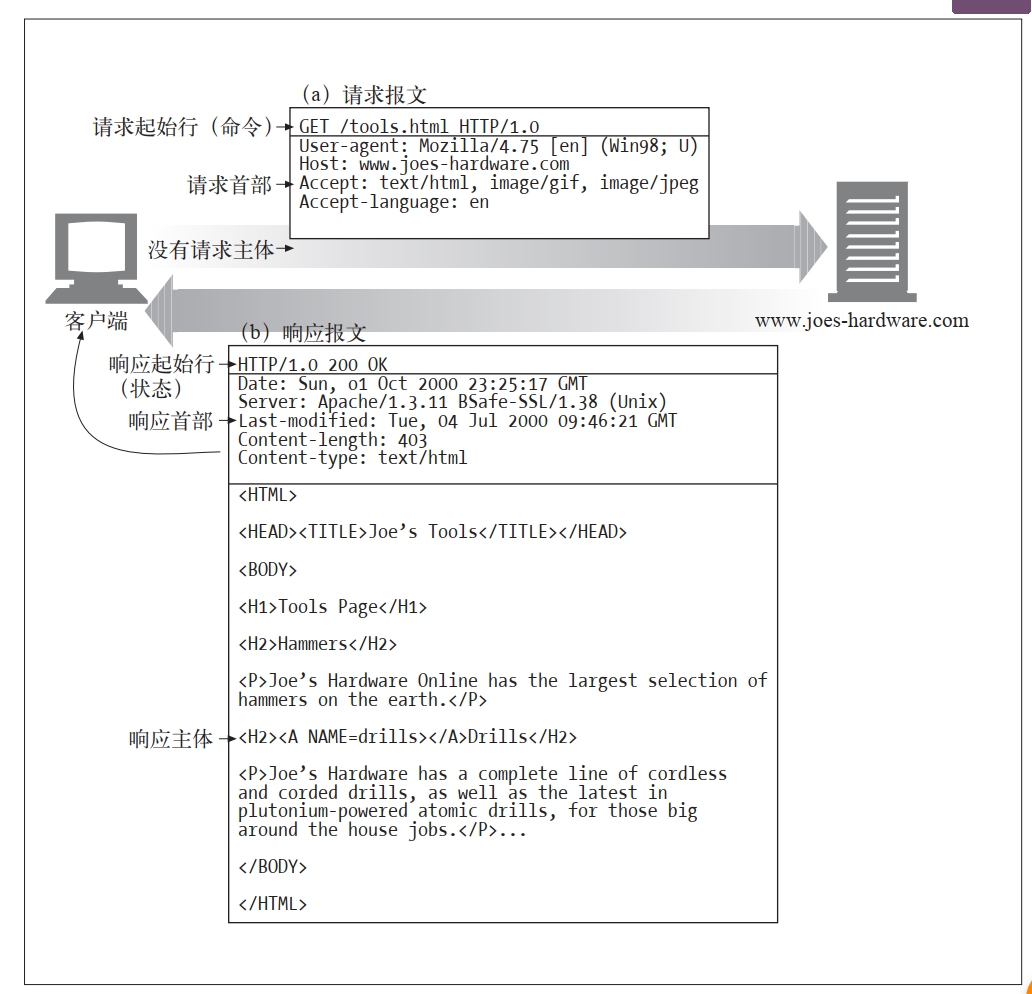 (a) 请求报文
请求起始行（命令）
GET /tools.html HTTP/1.0
User-agent: Mozilla/4.75 [en] (Win98; U)
Host: www.joes-hardware.com
请求首部
Accept: text/html, image/gif, image/jpeg
Accept-language: en
没有请求主体
客户端
www.joes-hardware.com
(b) 响应报文
响应起始行
（状态）
HTTP/1.0 200 OK
Date: Sun, 01 Oct 2000 23:25:17 GMT
Server: Apache/1.3.11 BSafe-SSL/1.38 (Unix)
响应首部
Last-modified: Tue, 04 Jul 2000 09:46:21 GMT
Content-length: 403
Content-type: text/html
<HTML>
<HEAD><TITLE>Joe’s Tools</TITLE></HEAD>
<BODY>
<H1>Tools Page</H1>
<H2>Hammers</H2>
<P>Joe’s Hardware Online has the largest selection of
hammers on the earth.</P>
响应主体
<H2><A NAME=drills></A>Drills</H2>
<P>Joe’s Hardware has a complete line of cordless
and corded drills, as well as the latest in
plutonium-powered atomic drills, for those big
around the house jobs.</P>...
</BODY>
</HTML>